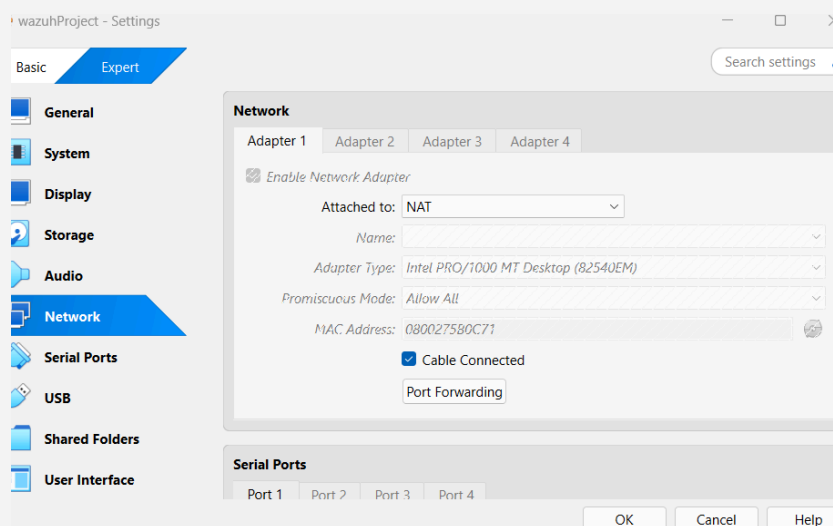 wazuhProject - Settings
Basic
Expert
Search settings
General
System
Display
Storage
Audio
Network
Serial Ports
USB
Shared Folders
User Interface
Network
Adapter 1
Adapter 2
Adapter 3
Adapter 4
Enable Network Adapter
Attached to: NAT
Name:
Adapter Type: Intel PRO/1000 MT Desktop (82540EM)
Promiscuous Mode: Allow All
MAC Address: 0800275B0C71
Cable Connected
Port Forwarding
Serial Ports
Port 1
Port 2
Port 3
Port 4
OK
Cancel
Help